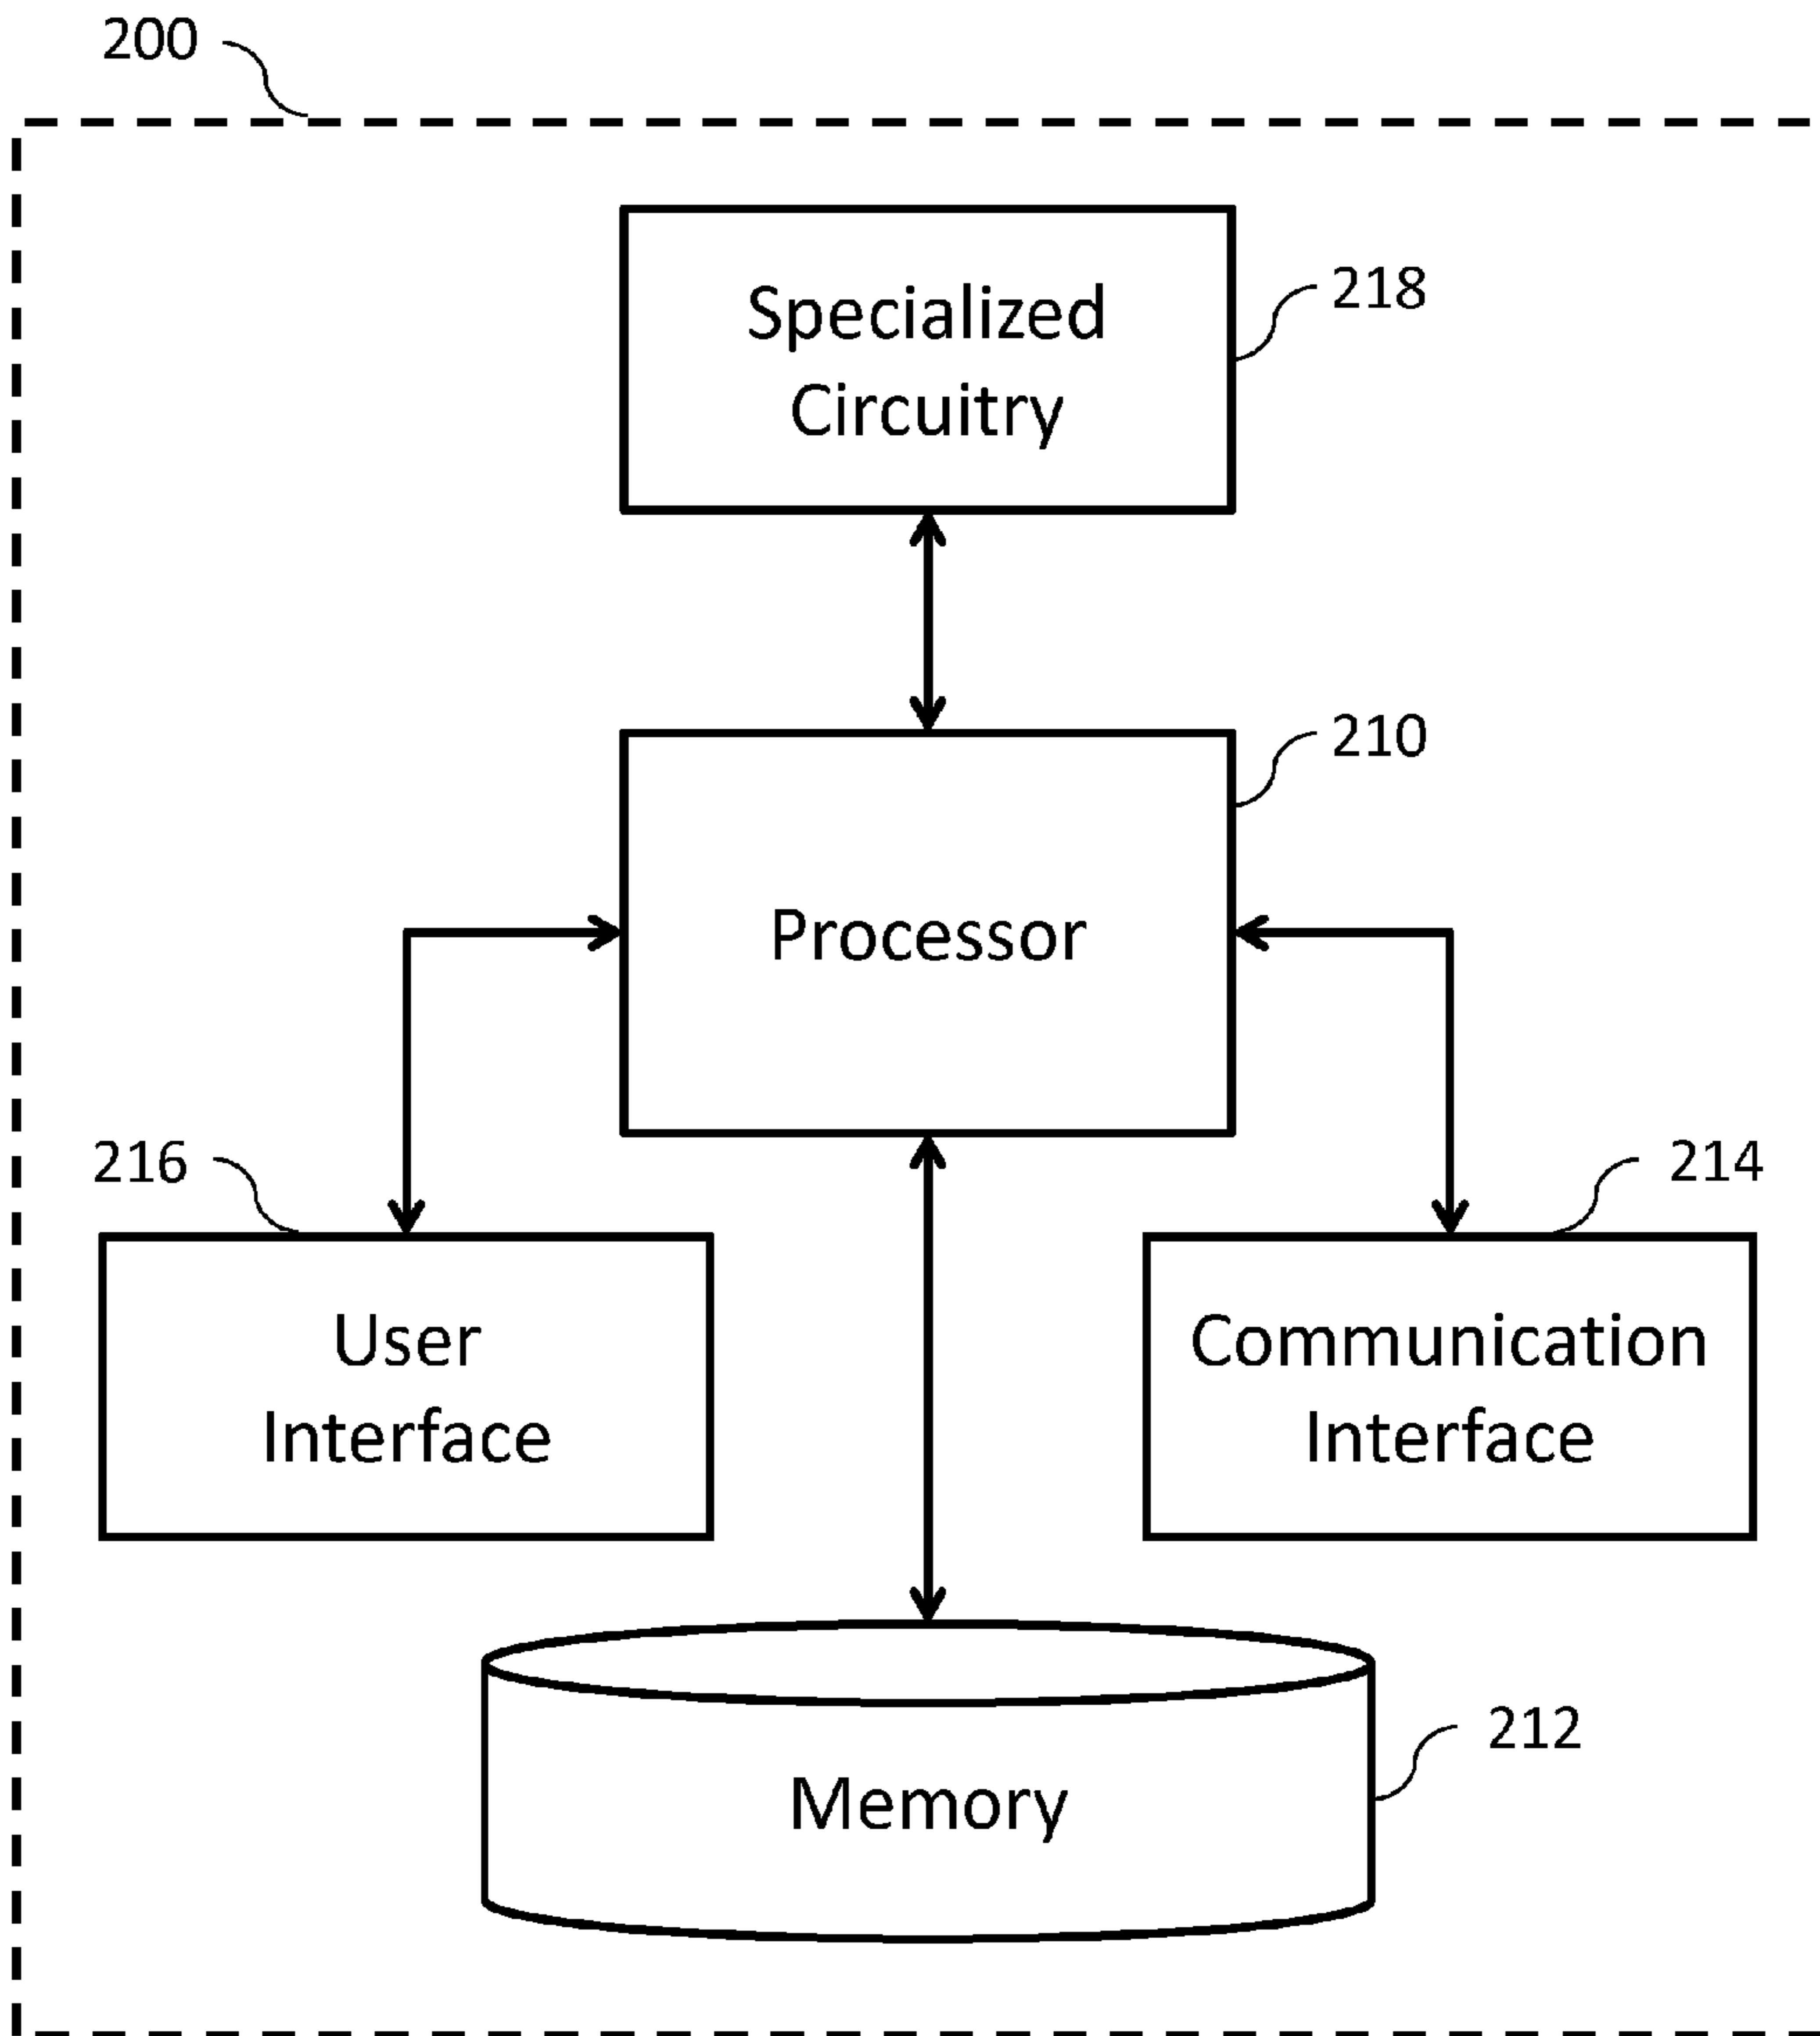 200
Specialized
Circuitry
218
210
Processor
216
214
User
Interface
Communication
Interface
212
Memory